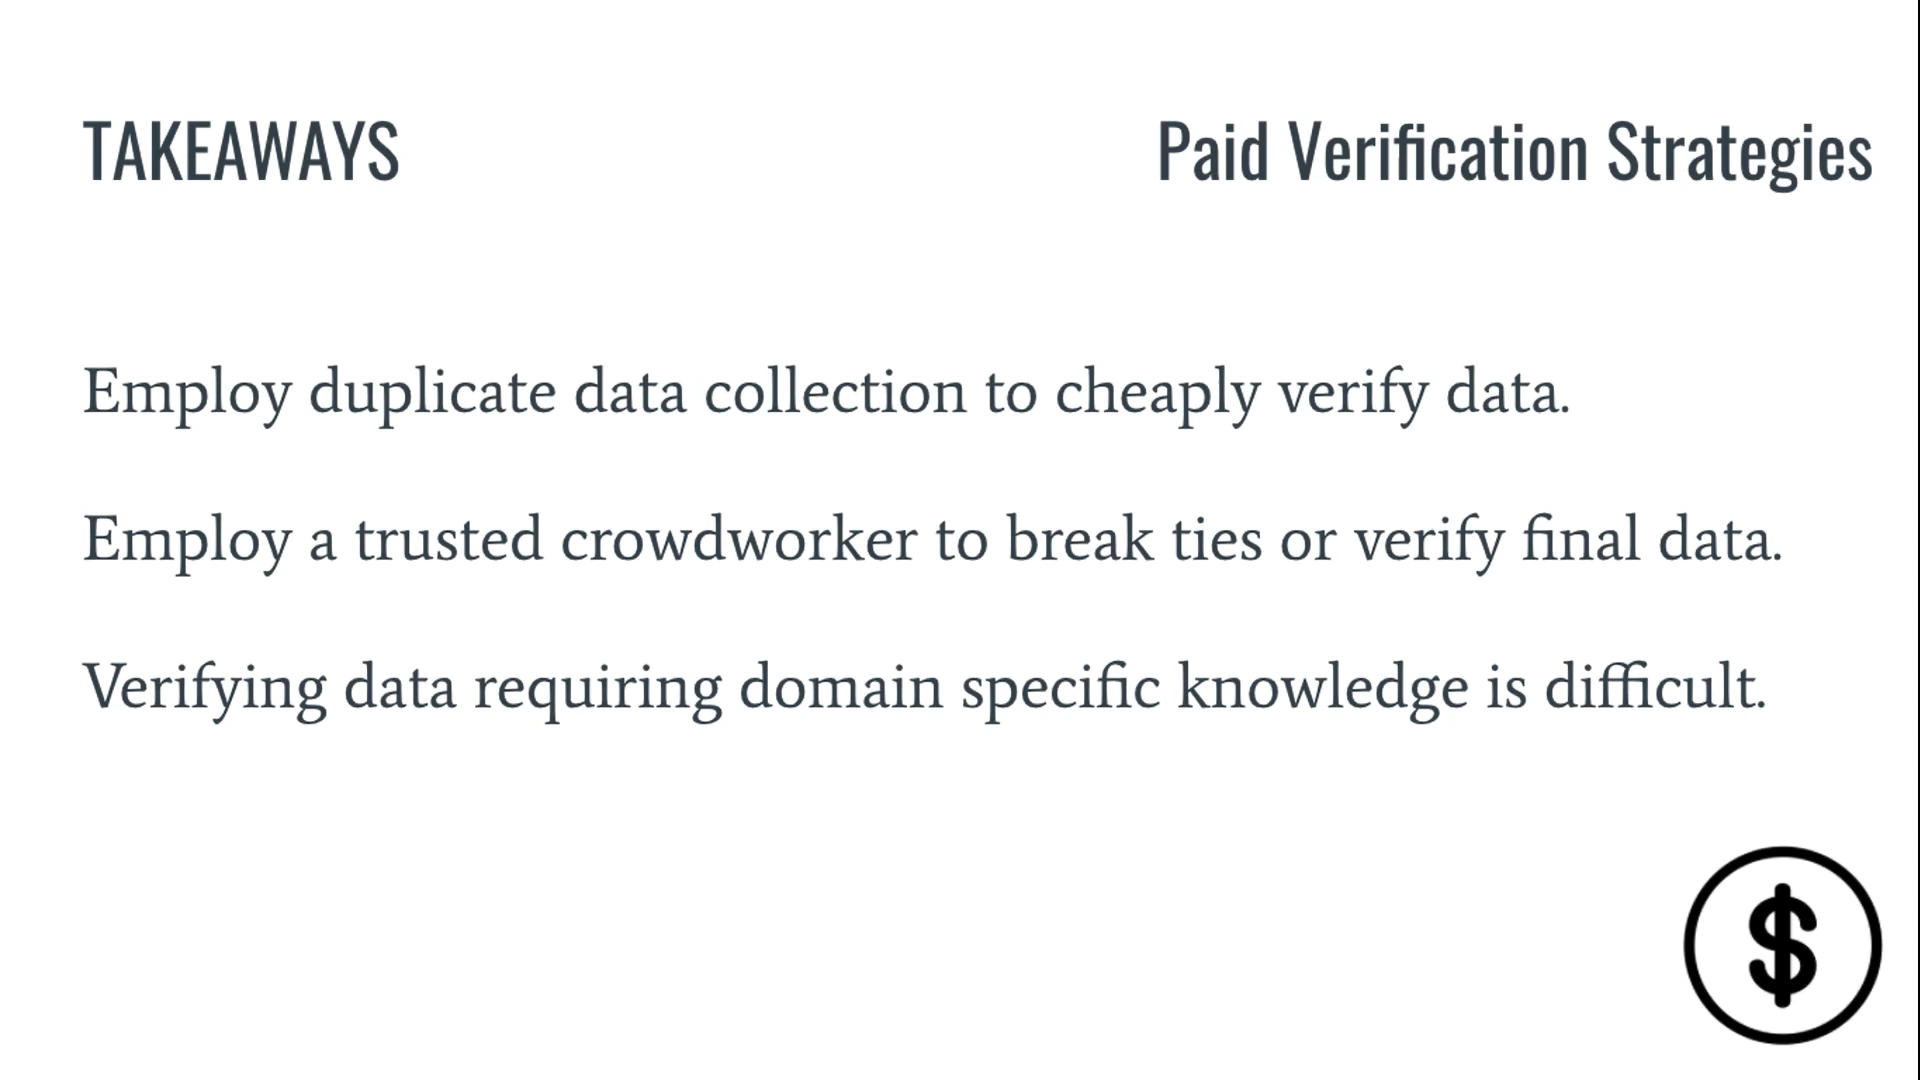 TAKEAWAYS
Paid Verification Strategies
Employ duplicate data collection to cheaply verify data.
Employ a trusted crowdworker to break ties or verify final data.
Verifying data requiring domain specific knowledge is difficult.
$